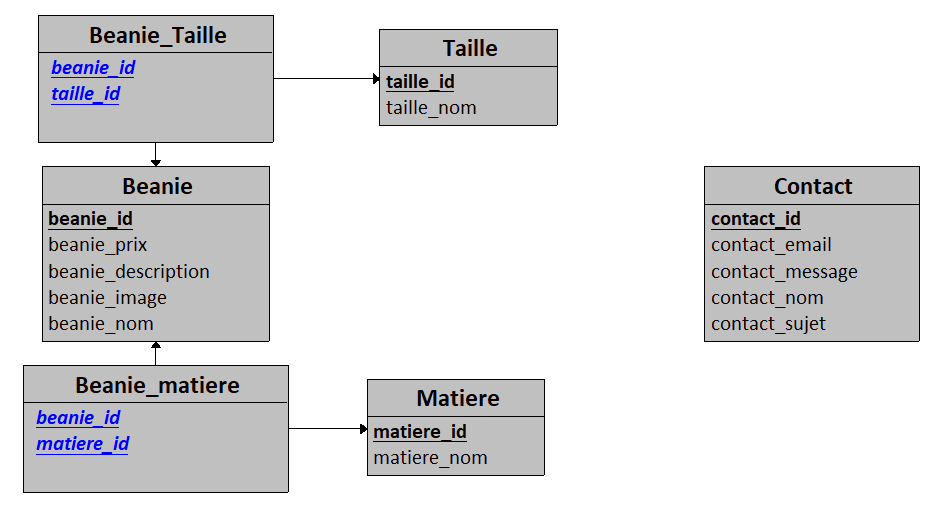 Beanie_Taille
beanie_id
taille_id
Taille
taille_id
taille_nom
Beanie
beanie_id
beanie_prix
beanie_description
beanie_image
beanie_nom
Contact
contact_id
contact_email
contact_message
contact_nom
contact_sujet
Beanie_matiere
beanie_id
matiere_id
Matiere
matiere_id
matiere_nom